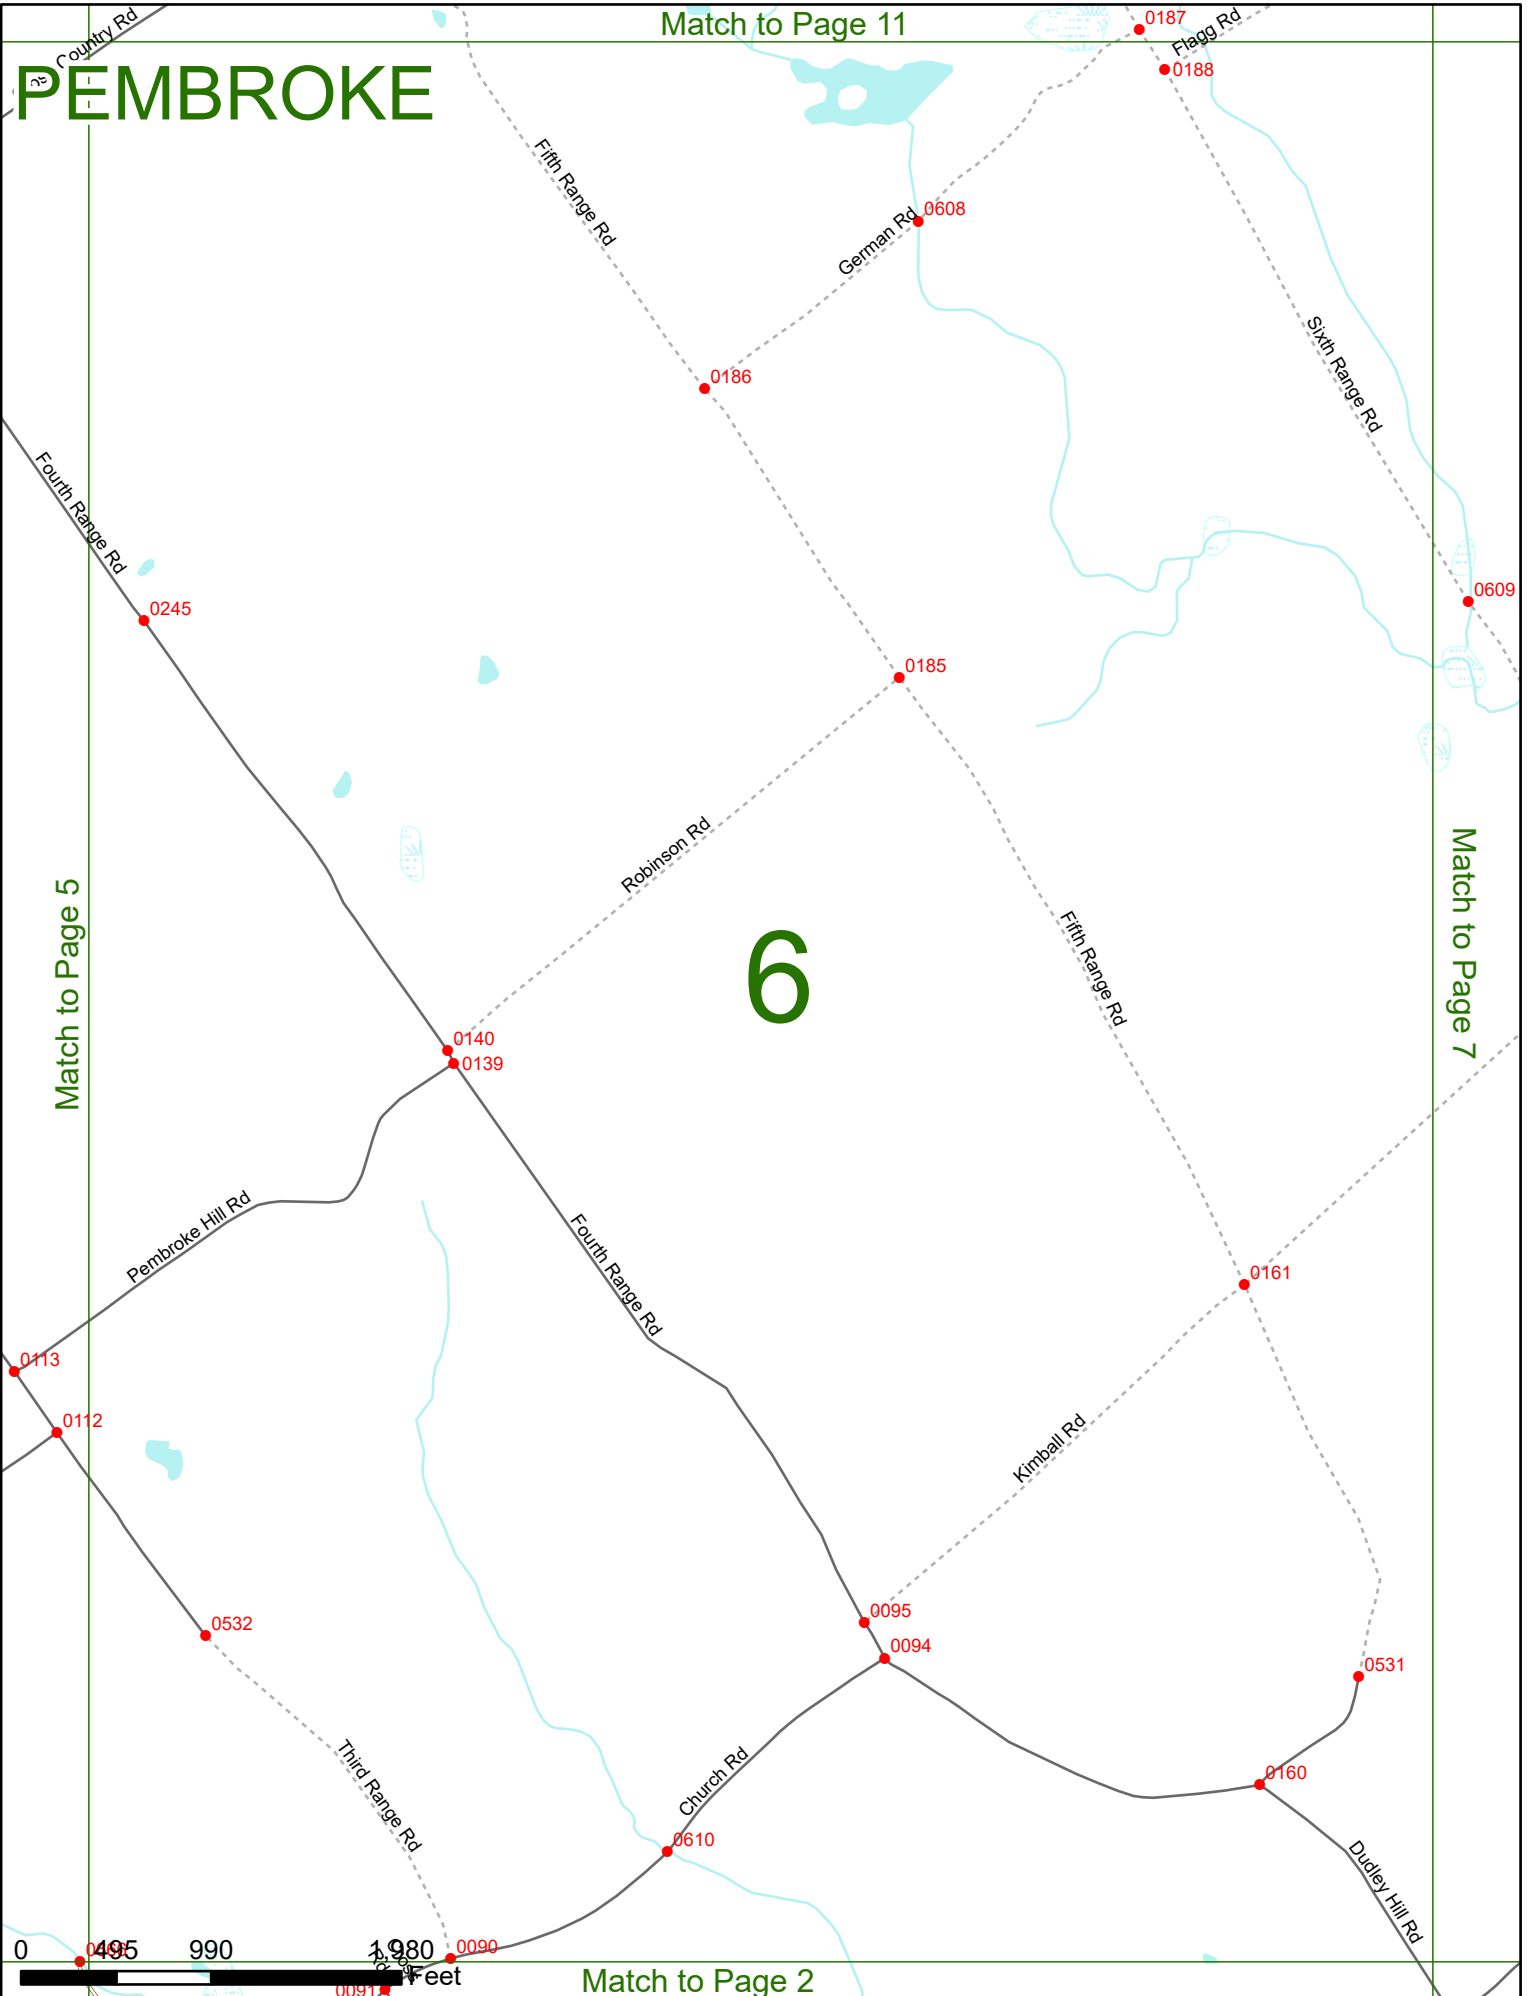 Match to Page 11
Country Rd
PEMBROKE
0187
Flagg Rd
0188
Fifth Range Rd
0608
German Rd
Sixth Range Rd
0186
Fourth Range Rd
0245
0609
0185
Robinson Rd
Match to Page 5
Match to Page 7
6
Fifth Range Rd
0140
0139
Pembroke Hill Rd
Fourth Range Rd
0161
0113
0112
Kimball Rd
0532
0095
0094
0531
Third Range Rd
Church Rd
0160
0610
Dudley Hill Rd
0 495 990 1,980
Feet
0090
0091
Rd
Match to Page 2